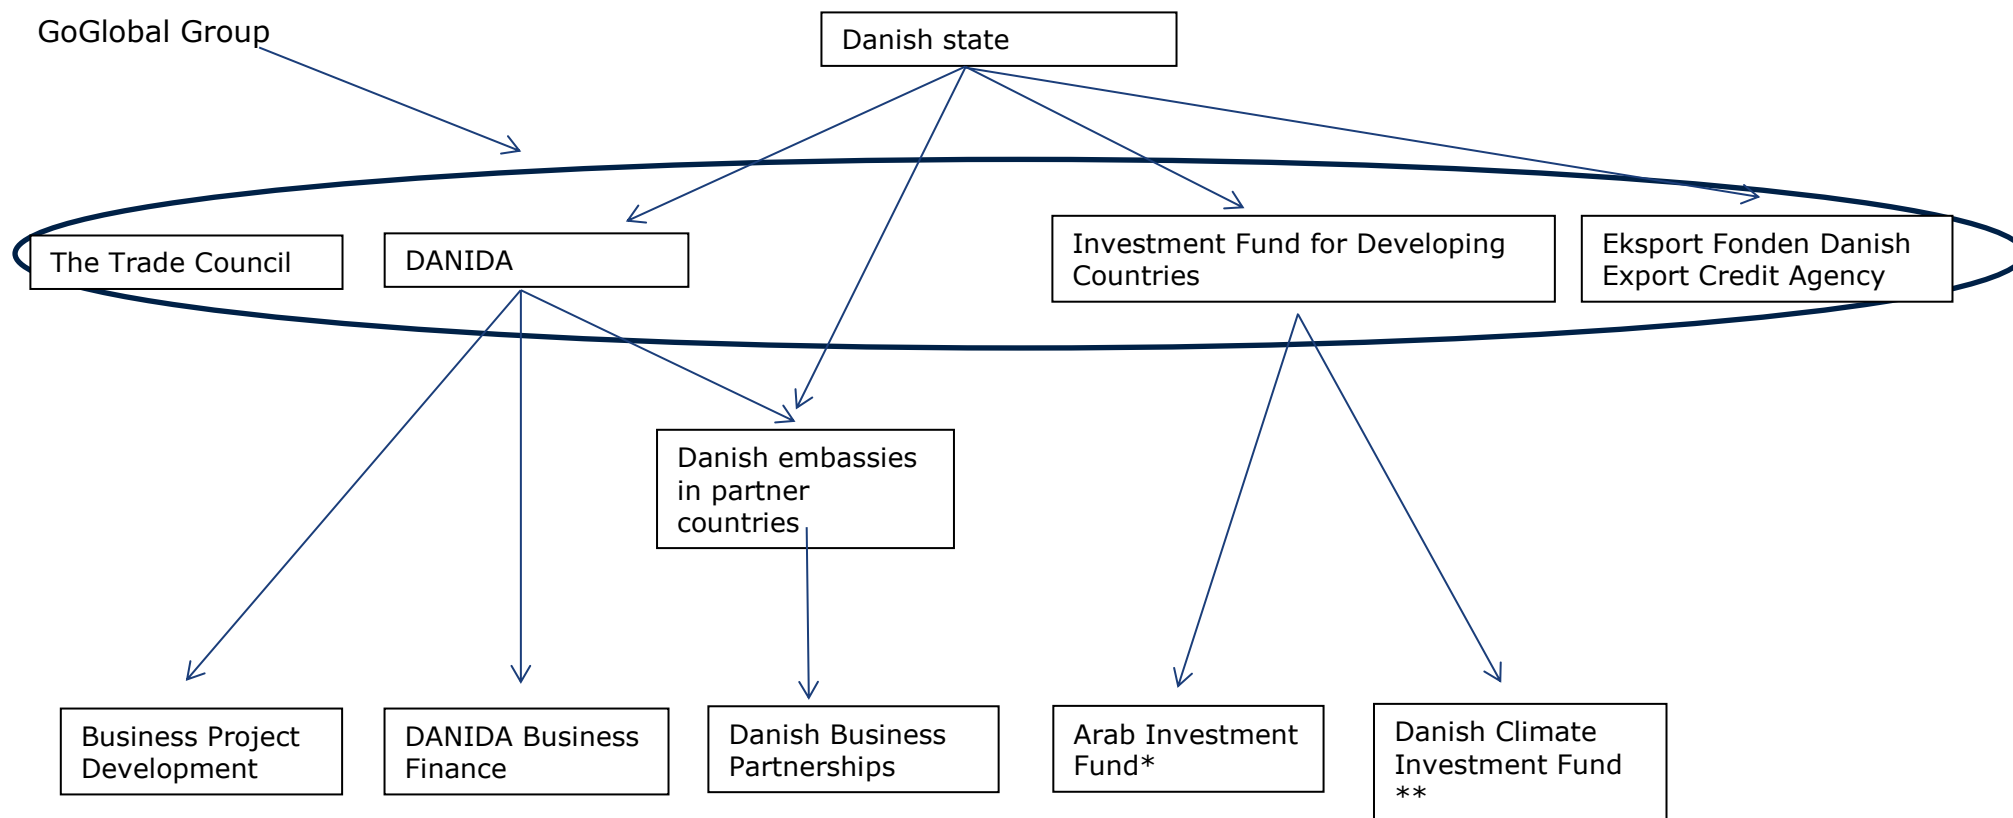 GoGlobal Group
Danish state
The Trade Council
DANIDA
Investment Fund for Developing
Countries
Eksport Fonden Danish
Export Credit Agency
Danish embassies
in partner
countries
Business Project
Development
DANIDA Business
Finance
Danish Business
Partnerships
Arab Investment
Fund*
Danish Climate
Investment Fund
**